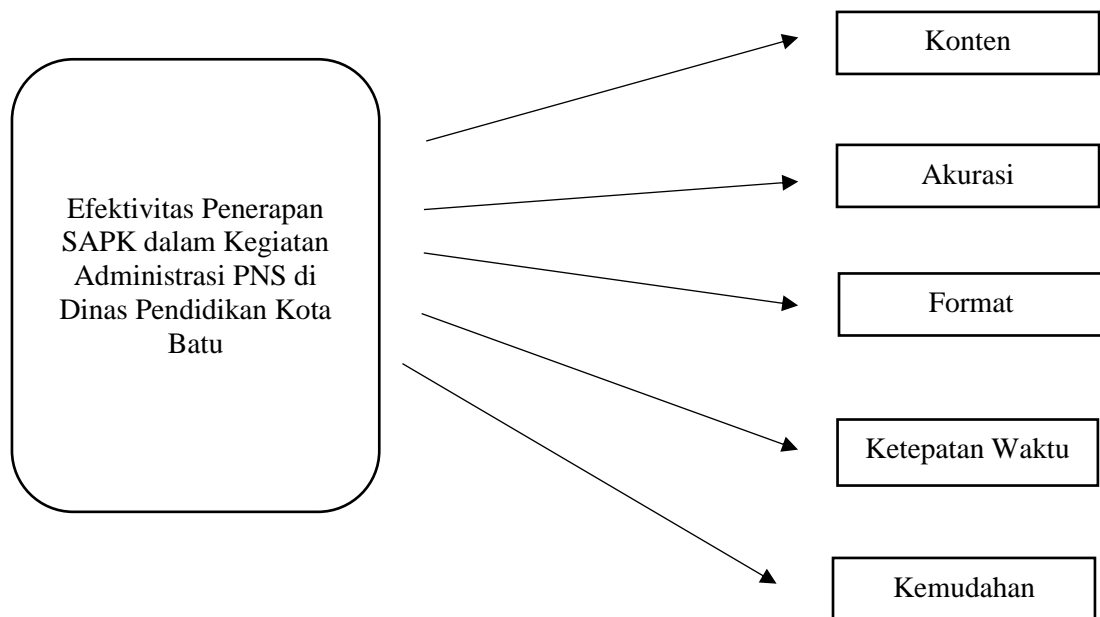 Efektivitas Penerapan
SAPK dalam Kegiatan
Administrasi PNS di
Dinas Pendidikan Kota
Batu
Konten
Akurasi
Format
Ketepatan Waktu
Kemudahan